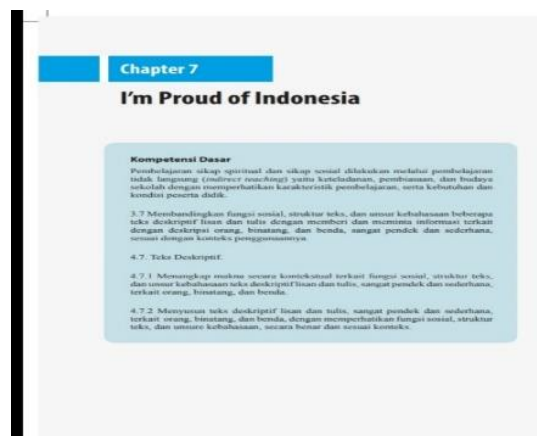 Chapter 7
I'm Proud of Indonesia
Kompetensi Dasar
Pembelajaran sikap spiritual dan sikap sosial dilakukan melalui pembelajaran
tidak langsung (indirect teaching) yaitu keteladanan, pembiasaan, dan budaya
sekolah dengan memperhatikan karakteristik pembelajaran, serta kebutuhan dan
kondisi peserta didik.
3.7 Membandingkan fungsi sosial, struktur teks, dan unsur kebahasaan beberapa
teks deskriptif lisan dan tulis dengan memberi dan meminta informasi terkait
dengan deskripsi orang, binatang, dan benda, sangat pendek dan sederhana,
sesuai dengan konteks penggunaannya.
4.7. Teks Deskriptif.
4.7.1 Menangkap makna secara kontekstual terkait fungsi sosial, struktur teks,
dan unsur kebahasaan teks deskriptif lisan dan tulis, sangat pendek dan sederhana,
terkait orang, binatang, dan benda.
4.7.2 Menyusun teks deskriptif lisan dan tulis, sangat pendek dan sederhana,
terkait orang, binatang, dan benda, dengan memperhatikan fungsi sosial, struktur
teks, dan unsure kebahasaan, secara benar dan sesuai konteks.